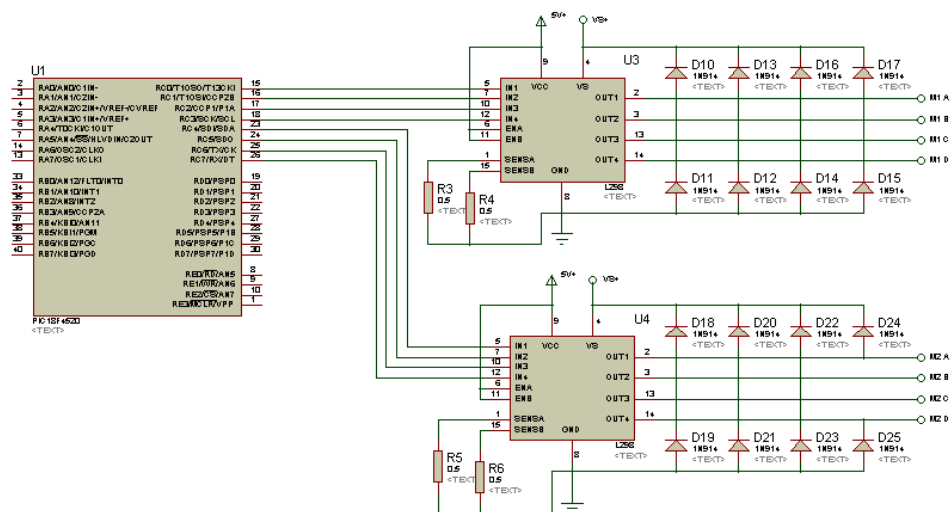 U1
2 RA0/AN0/C1IN- RC0/T1OSO/T13CKI 15
3 RA1/AN1/C2IN- RC1/T1OSI/CCP2B 16
4 RA2/AN2/C2IN+/VREF-/CVREF RC2/CCP1/P1A 17
5 RA3/AN3/C1IN+/VREF+ RC3/SCK/SCL 18
6 RA4/T0CKI/C1OUT RC4/SDI/SDA 23
7 RA5/AN4/SS/HLVDIN/C2OUT RC5/SDO 24
14 RA6/OSC2/CLKO RC6/TX/CK 25
13 RA7/OSC1/CLKI RC7/RX/DT 26
33 RB0/AN12/FLT0/INT0 RD0/PSP0 19
34 RB1/AN10/INT1 RD1/PSP1 20
35 RB2/AN8/INT2 RD2/PSP2 21
36 RB3/AN9/CCP2A RD3/PSP3 22
37 RB4/KBI0/AN11 RD4/PSP4 27
38 RB5/KBI1/PGM RD5/PSP5/P1B 28
39 RB6/KBI2/PGC RD6/PSP6/P1C 29
40 RB7/KBI3/PGD RD7/PSP7/P1D 30
RE0/RD/AN5 8
RE1/WR/AN6 9
RE2/CS/AN7 10
RE3/MCLR/VPP 1
PIC18F4520
<TEXT>
5V+ VS+
U3
9 4
5 IN1 VCC VS
7 IN2 OUT1 2
10 IN3
12 IN4 OUT2 3
6 ENA
11 ENB OUT3 13
1 SENSA OUT4 14
15 SENSB GND
8
L298
<TEXT>
R3
0.5
<TEXT>
R4
0.5
<TEXT>
D10 D13 D16 D17
1N914 1N914 1N914 1N914
<TEXT> <TEXT> <TEXT> <TEXT>
M1 A
M1 B
M1 C
M1 D
D11 D12 D14 D15
1N914 1N914 1N914 1N914
<TEXT> <TEXT> <TEXT> <TEXT>
5V+ VS+
U4
9 4
5 IN1 VCC VS
7 IN2 OUT1 2
10 IN3
12 IN4 OUT2 3
6 ENA
11 ENB OUT3 13
1 SENSA OUT4 14
15 SENSB GND
8
L298
<TEXT>
R5
0.5
<TEXT>
R6
0.5
<TEXT>
D18 D20 D22 D24
1N914 1N914 1N914 1N914
<TEXT> <TEXT> <TEXT> <TEXT>
M2 A
M2 B
M2 C
M2 D
D19 D21 D23 D25
1N914 1N914 1N914 1N914
<TEXT> <TEXT> <TEXT> <TEXT>